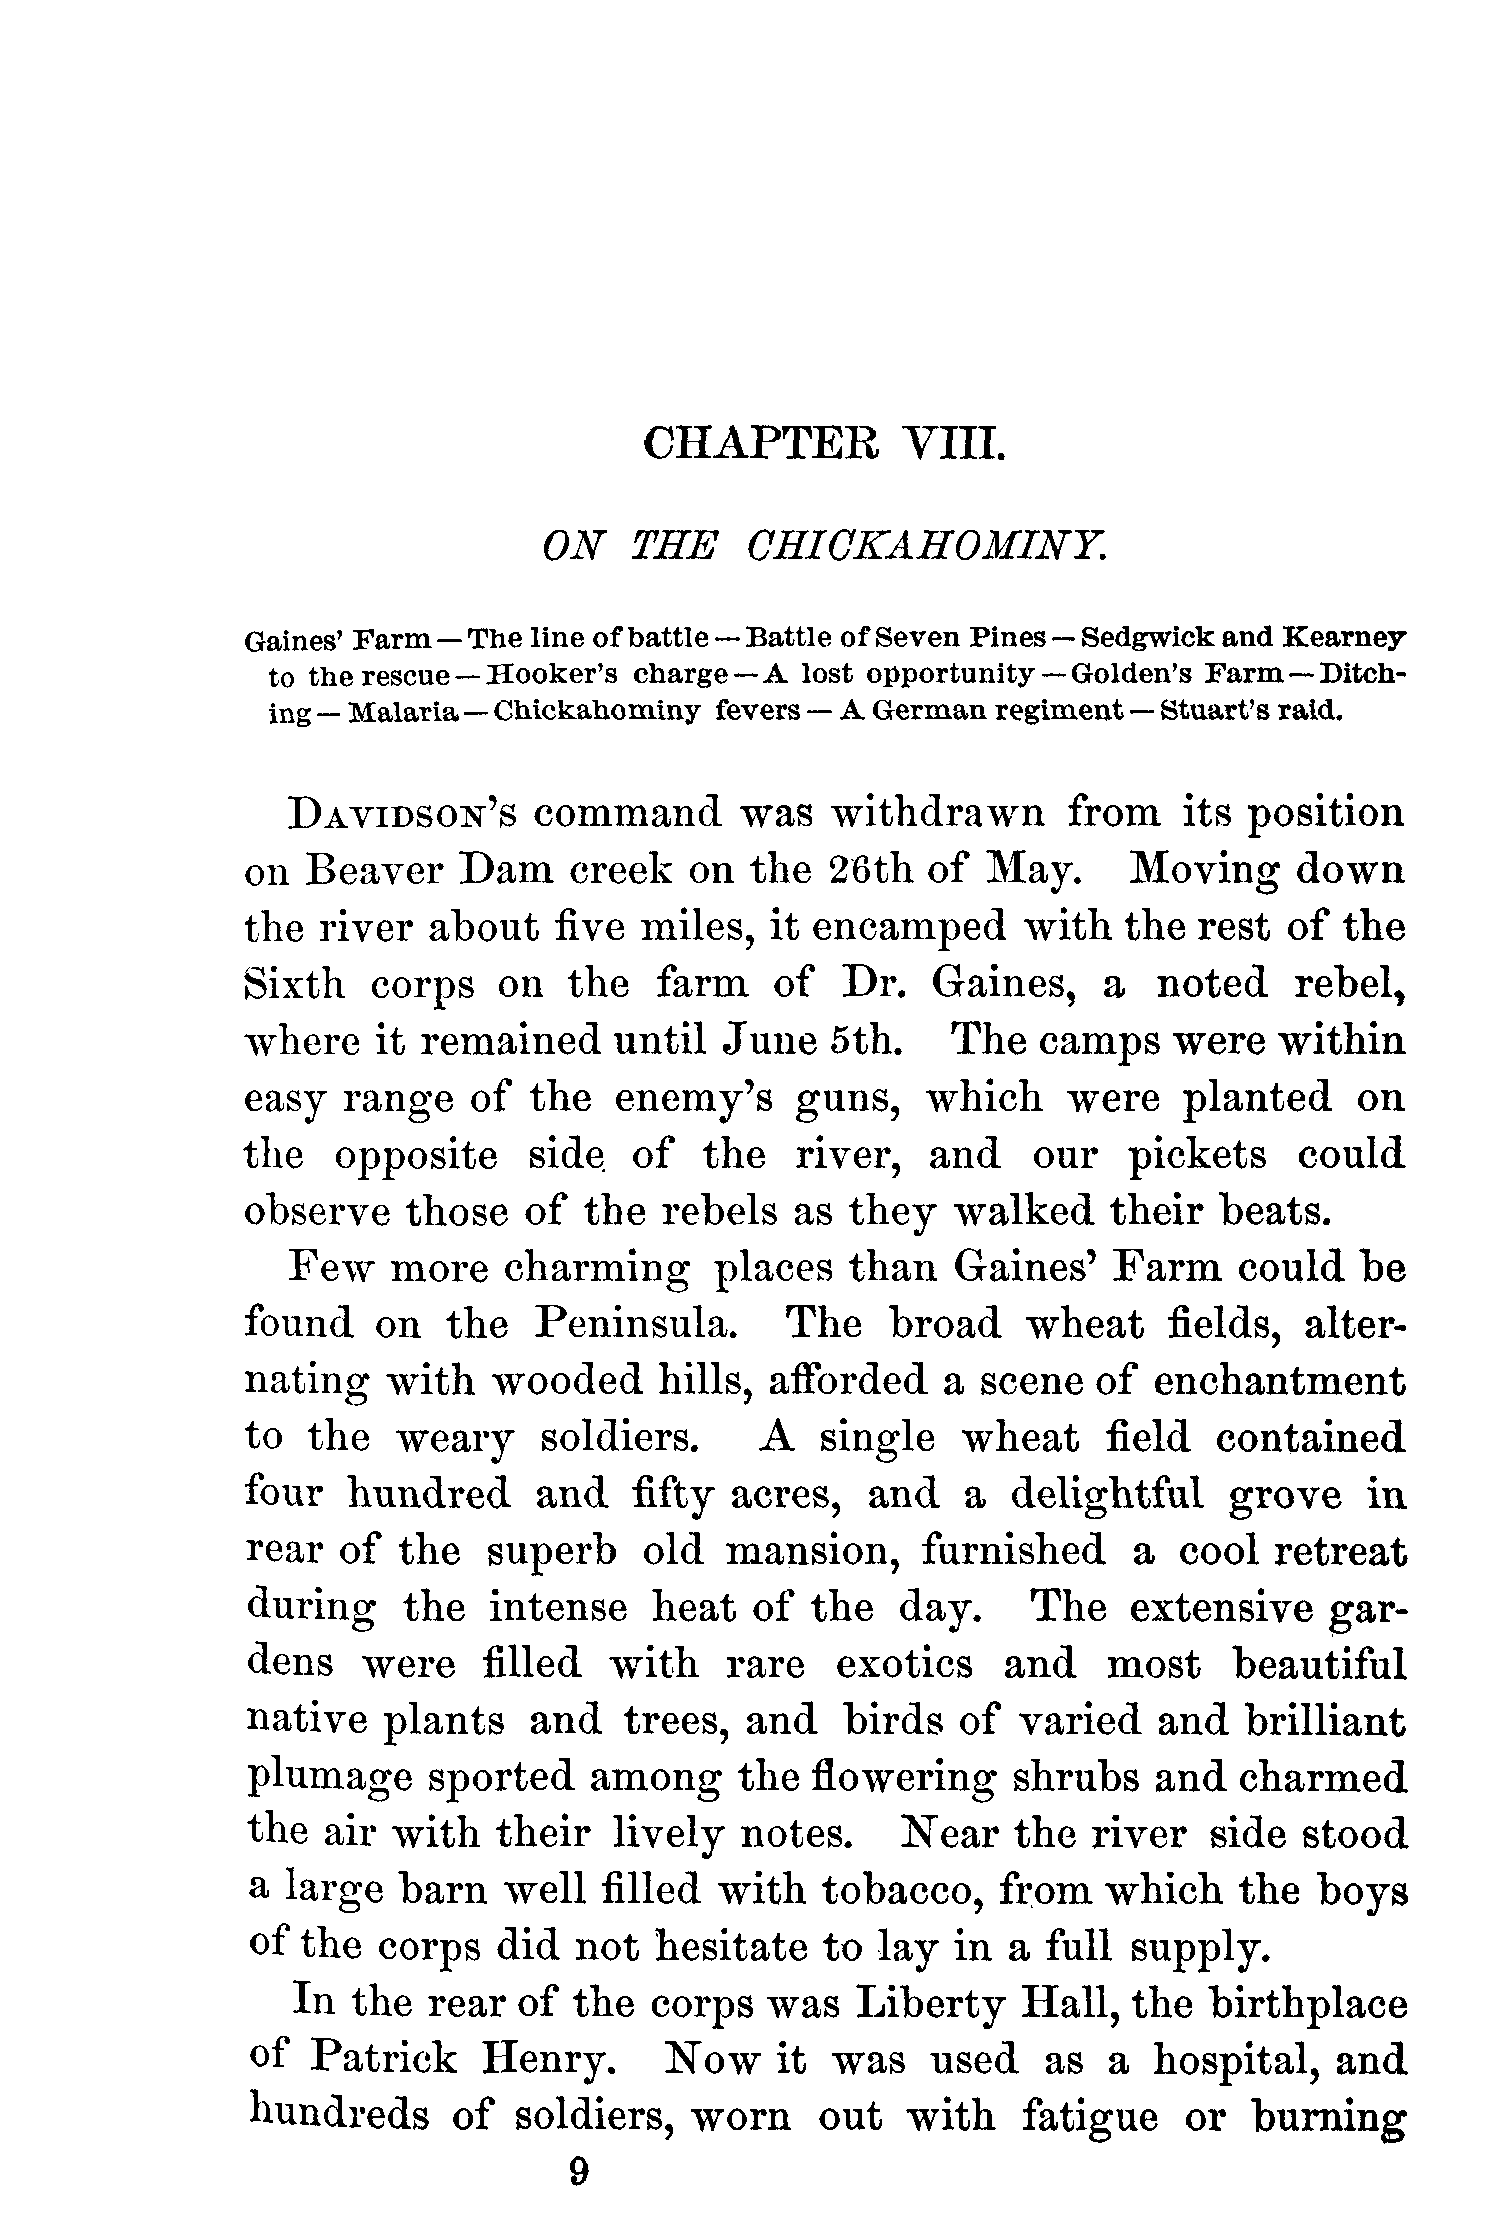 CHAPTER VIII.
ON THE CHICKAHOMINY.
Gaines' Farm—The line of battle—Battle of Seven Pines—Sedgwick and Kearney
to the rescue—Hooker's charge—A lost opportunity—Golden's Farm—Ditch-
ing—Malaria—Chickahominy fevers—A German regiment—Stuart's raid.
DAVIDSON'S command was withdrawn from its position
on Beaver Dam creek on the 26th of May. Moving down
the river about five miles, it encamped with the rest of the
Sixth corps on the farm of Dr. Gaines, a noted rebel,
where it remained until June 5th. The camps were within
easy range of the enemy's guns, which were planted on
the opposite side of the river, and our pickets could
observe those of the rebels as they walked their beats.
Few more charming places than Gaines' Farm could be
found on the Peninsula. The broad wheat fields, alter-
nating with wooded hills, afforded a scene of enchantment
to the weary soldiers. A single wheat field contained
four hundred and fifty acres, and a delightful grove in
rear of the superb old mansion, furnished a cool retreat
during the intense heat of the day. The extensive gar-
dens were filled with rare exotics and most beautiful
native plants and trees, and birds of varied and brilliant
plumage sported among the flowering shrubs and charmed
the air with their lively notes. Near the river side stood
a large barn well filled with tobacco, from which the boys
of the corps did not hesitate to lay in a full supply.
In the rear of the corps was Liberty Hall, the birthplace
of Patrick Henry. Now it was used as a hospital, and
hundreds of soldiers, worn out with fatigue or burning
9